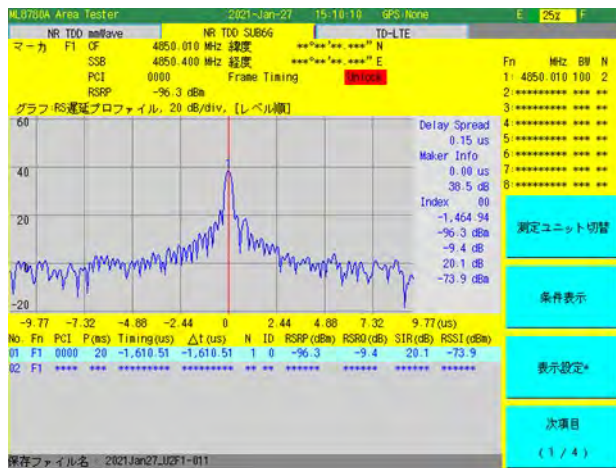 ML8780A Area Tester 2021-Jan-27 15:10:10 GPS:None E 25% F
NR TDD mmWave NR TDD SUB6G TD-LTE
マーカ F1 CF 4850.010 MHz 緯度 ***°**'**.***" N
SSB 4850.400 MHz 経度 ***°**'**.***" E
PCI 0000 Frame Timing Unlock
RSRP -96.3 dBm
グラフ:RS遅延プロファイル, 20 dB/div, [レベル順]
60
40
20
-20
Delay Spread
0.15 us
Maker Info
0.00 us
38.5 dB
Index 00
-1,464.94
-96.3 dBm
-9.4 dB
20.1 dB
-73.9 dBm
-9.77 -7.32 -4.88 -2.44 0 2.44 4.88 7.32 9.77(us)
No. Fn PCI P(ms) Timing(us) △t(us) N ID RSRP(dBm) RSRQ(dB) SIR(dB) RSSI(dBm)
01 F1 0000 20 -1,610.51 -1,610.51 1 0 -96.3 -9.4 20.1 -73.9
02 F1 **** *** ********* ********* ** ** ****** ****** ****** ******
保存ファイル名 : 2021Jan27_U2F1-011
Fn MHz BW N
1: 4850.010 100 2
2:********* *** **
3:********* *** **
4:********* *** **
5:********* *** **
6:********* *** **
7:********* *** **
8:********* *** **
測定ユニット切替
条件表示
表示設定*
次項目
(1/4)